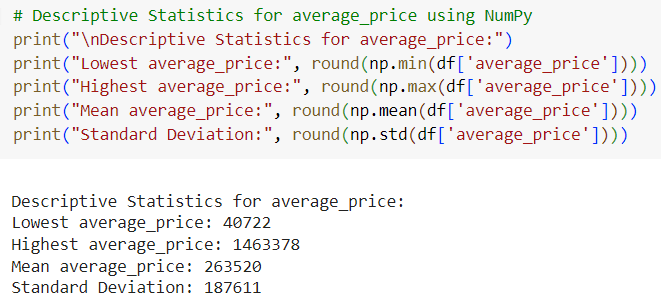 # Descriptive Statistics for average_price using NumPy
print("\nDescriptive Statistics for average_price:")
print("Lowest average_price:", round(np.min(df['average_price'])))
print("Highest average_price:", round(np.max(df['average_price'])))
print("Mean average_price:", round(np.mean(df['average_price'])))
print("Standard Deviation:", round(np.std(df['average_price'])))
Descriptive Statistics for average_price:
Lowest average_price: 40722
Highest average_price: 1463378
Mean average_price: 263520
Standard Deviation: 187611